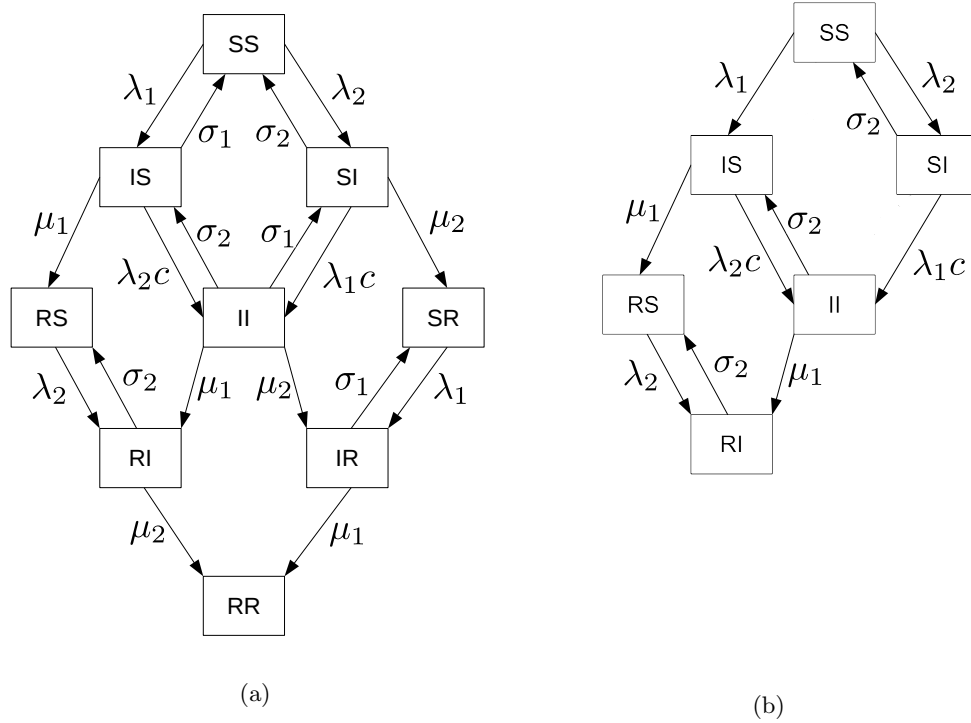 SS
λ₁ λ₂
σ₁ σ₂
IS SI
μ₁ σ₂ σ₁ μ₂
λ₂c λ₁c
RS II SR
λ₂ σ₂ μ₁ μ₂ σ₁ λ₁
RI IR
μ₂ μ₁
RR
(a)
SS
λ₁ λ₂
σ₂
IS SI
μ₁ σ₂
λ₂c λ₁c
RS II
λ₂ σ₂ μ₁
RI
(b)